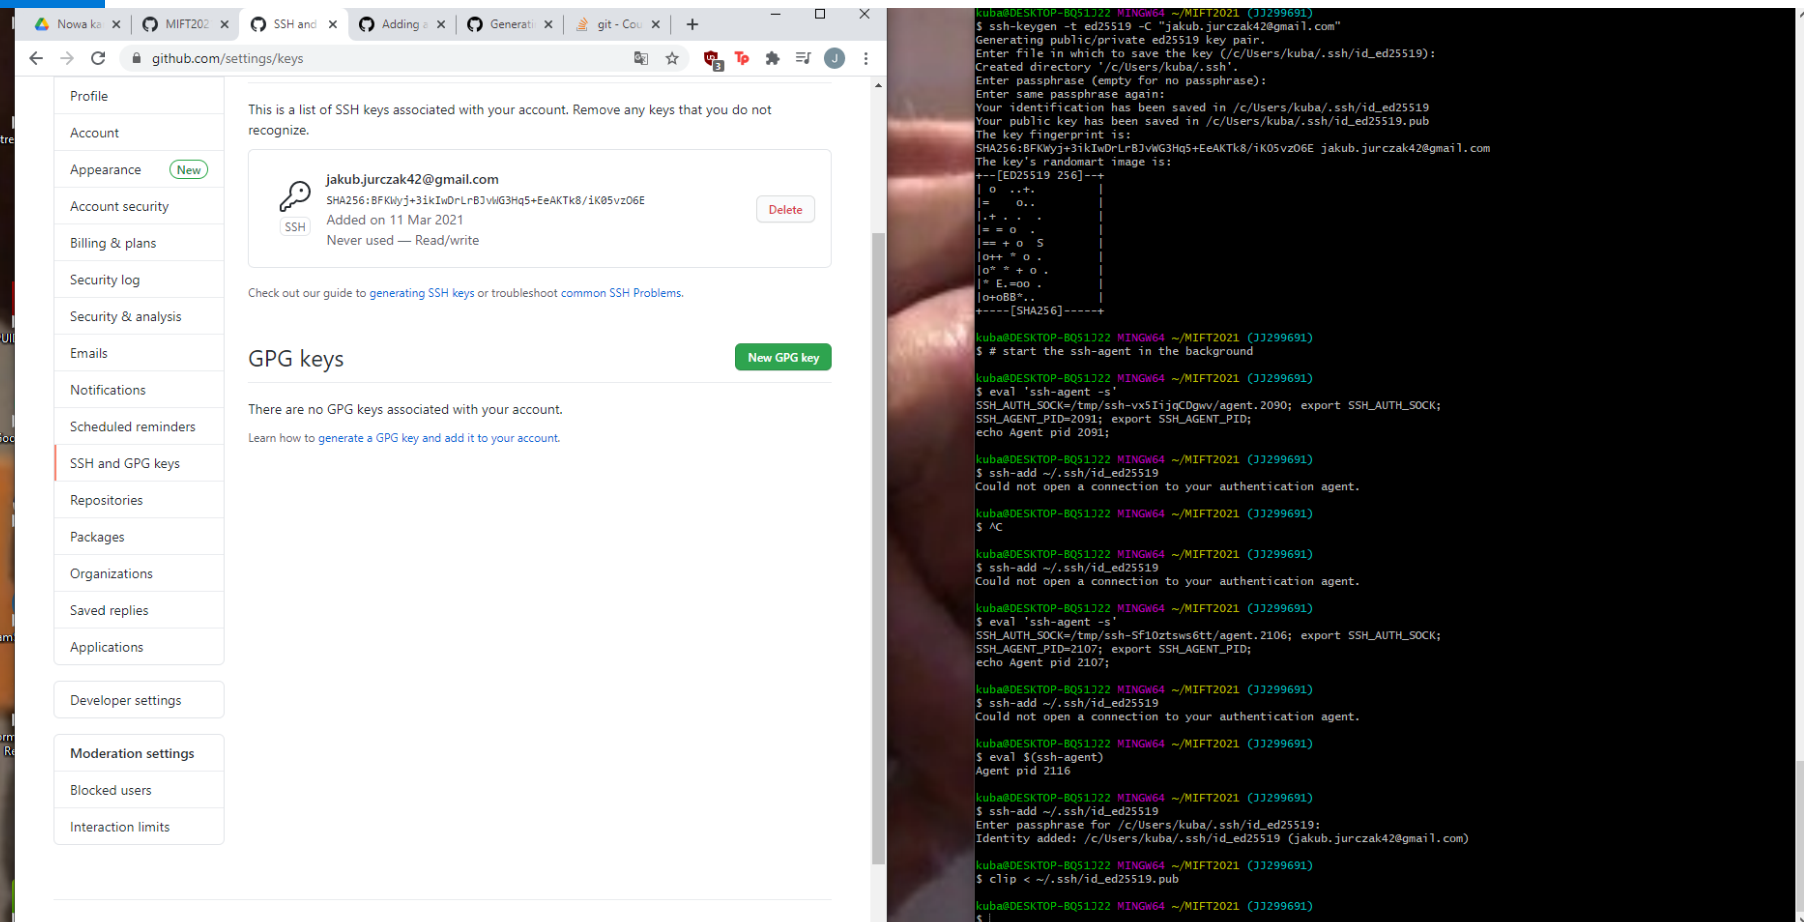 Nowa ka
MIFT202
SSH and
Adding a
Generati
git - Cou
github.com/settings/keys
3
Tp
J
Profile
Account
Appearance New
Account security
Billing & plans
Security log
Security & analysis
Emails
Notifications
Scheduled reminders
SSH and GPG keys
Repositories
Packages
Organizations
Saved replies
Applications
Developer settings
Moderation settings
Blocked users
Interaction limits
This is a list of SSH keys associated with your account. Remove any keys that you do not
recognize.
jakub.jurczak42@gmail.com
SHA256:BFKWyj+3ikIwDrLrBJvWG3Hq5+EeAKTk8/iK05vzO6E
Added on 11 Mar 2021
Never used — Read/write
SSH
Delete
Check out our guide to generating SSH keys or troubleshoot common SSH Problems.
GPG keys
New GPG key
There are no GPG keys associated with your account.
Learn how to generate a GPG key and add it to your account.
kuba@DESKTOP-BQ51J22 MINGW64 ~/MIFT2021 (JJ299691)
$ ssh-keygen -t ed25519 -C "jakub.jurczak42@gmail.com"
Generating public/private ed25519 key pair.
Enter file in which to save the key (/c/Users/kuba/.ssh/id_ed25519):
Created directory '/c/Users/kuba/.ssh'.
Enter passphrase (empty for no passphrase):
Enter same passphrase again:
Your identification has been saved in /c/Users/kuba/.ssh/id_ed25519
Your public key has been saved in /c/Users/kuba/.ssh/id_ed25519.pub
The key fingerprint is:
SHA256:BFKWyj+3ikIwDrLrBJvWG3Hq5+EeAKTk8/iK05vzO6E jakub.jurczak42@gmail.com
The key's randomart image is:
+--[ED25519 256]--+
| o  ..+.         |
|=    o..         |
|.+ . .  .        |
|= = o  .         |
|== + o  S        |
|o++ * o .        |
|o* * + o .       |
|* E.=oo .        |
|o+oBB*..         |
+----[SHA256]-----+
kuba@DESKTOP-BQ51J22 MINGW64 ~/MIFT2021 (JJ299691)
$ # start the ssh-agent in the background
kuba@DESKTOP-BQ51J22 MINGW64 ~/MIFT2021 (JJ299691)
$ eval 'ssh-agent -s'
SSH_AUTH_SOCK=/tmp/ssh-vx5IijqCDgwv/agent.2090; export SSH_AUTH_SOCK;
SSH_AGENT_PID=2091; export SSH_AGENT_PID;
echo Agent pid 2091;
kuba@DESKTOP-BQ51J22 MINGW64 ~/MIFT2021 (JJ299691)
$ ssh-add ~/.ssh/id_ed25519
Could not open a connection to your authentication agent.
kuba@DESKTOP-BQ51J22 MINGW64 ~/MIFT2021 (JJ299691)
$ ^C
kuba@DESKTOP-BQ51J22 MINGW64 ~/MIFT2021 (JJ299691)
$ ssh-add ~/.ssh/id_ed25519
Could not open a connection to your authentication agent.
kuba@DESKTOP-BQ51J22 MINGW64 ~/MIFT2021 (JJ299691)
$ eval 'ssh-agent -s'
SSH_AUTH_SOCK=/tmp/ssh-Sf1Oztsws6tt/agent.2106; export SSH_AUTH_SOCK;
SSH_AGENT_PID=2107; export SSH_AGENT_PID;
echo Agent pid 2107;
kuba@DESKTOP-BQ51J22 MINGW64 ~/MIFT2021 (JJ299691)
$ ssh-add ~/.ssh/id_ed25519
Could not open a connection to your authentication agent.
kuba@DESKTOP-BQ51J22 MINGW64 ~/MIFT2021 (JJ299691)
$ eval $(ssh-agent)
Agent pid 2116
kuba@DESKTOP-BQ51J22 MINGW64 ~/MIFT2021 (JJ299691)
$ ssh-add ~/.ssh/id_ed25519
Enter passphrase for /c/Users/kuba/.ssh/id_ed25519:
Identity added: /c/Users/kuba/.ssh/id_ed25519 (jakub.jurczak42@gmail.com)
kuba@DESKTOP-BQ51J22 MINGW64 ~/MIFT2021 (JJ299691)
$ clip < ~/.ssh/id_ed25519.pub
kuba@DESKTOP-BQ51J22 MINGW64 ~/MIFT2021 (JJ299691)
$